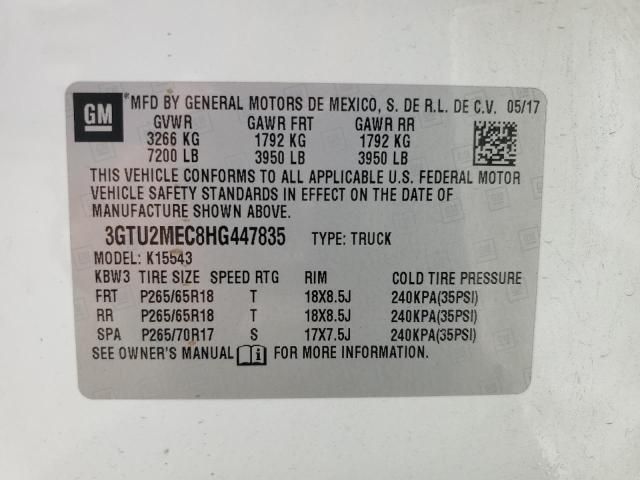 GM *MFD BY GENERAL MOTORS DE MEXICO, S. DE R.L. DE C.V. 05/17
GVWR GAWR FRT GAWR RR
3266 KG 1792 KG 1792 KG
7200 LB 3950 LB 3950 LB
THIS VEHICLE CONFORMS TO ALL APPLICABLE U.S. FEDERAL MOTOR
VEHICLE SAFETY STANDARDS IN EFFECT ON THE DATE OF
MANUFACTURE SHOWN ABOVE.
3GTU2MEC8HG447835 TYPE: TRUCK
MODEL: K15543
KBW3 TIRE SIZE SPEED RTG RIM COLD TIRE PRESSURE
FRT P265/65R18 T 18X8.5J 240KPA(35PSI)
RR P265/65R18 T 18X8.5J 240KPA(35PSI)
SPA P265/70R17 S 17X7.5J 240KPA(35PSI)
SEE OWNER'S MANUAL FOR MORE INFORMATION.